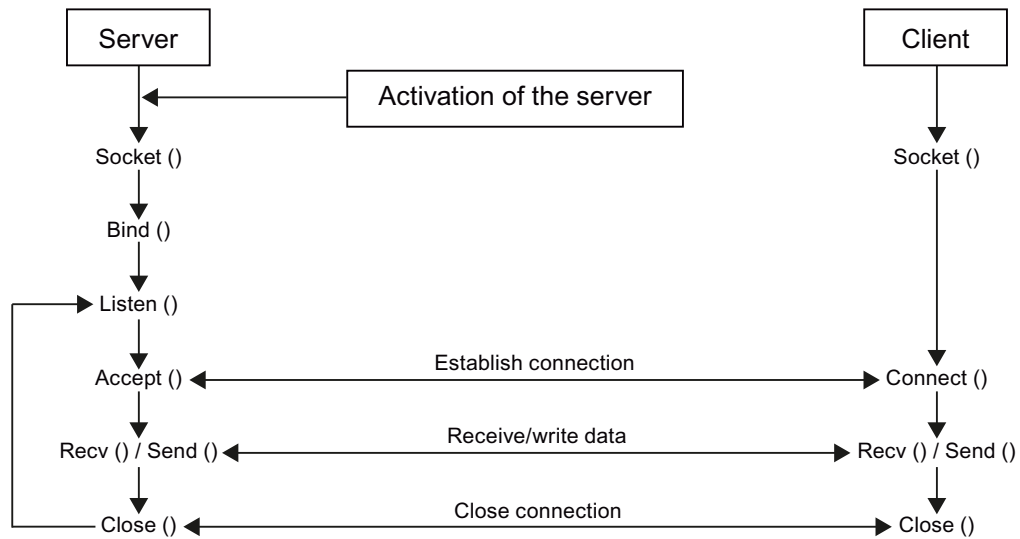 Server
Client
Activation of the server
Socket ()
Socket ()
Bind ()
Listen ()
Establish connection
Accept ()
Connect ()
Receive/write data
Recv () / Send ()
Recv () / Send ()
Close connection
Close ()
Close ()